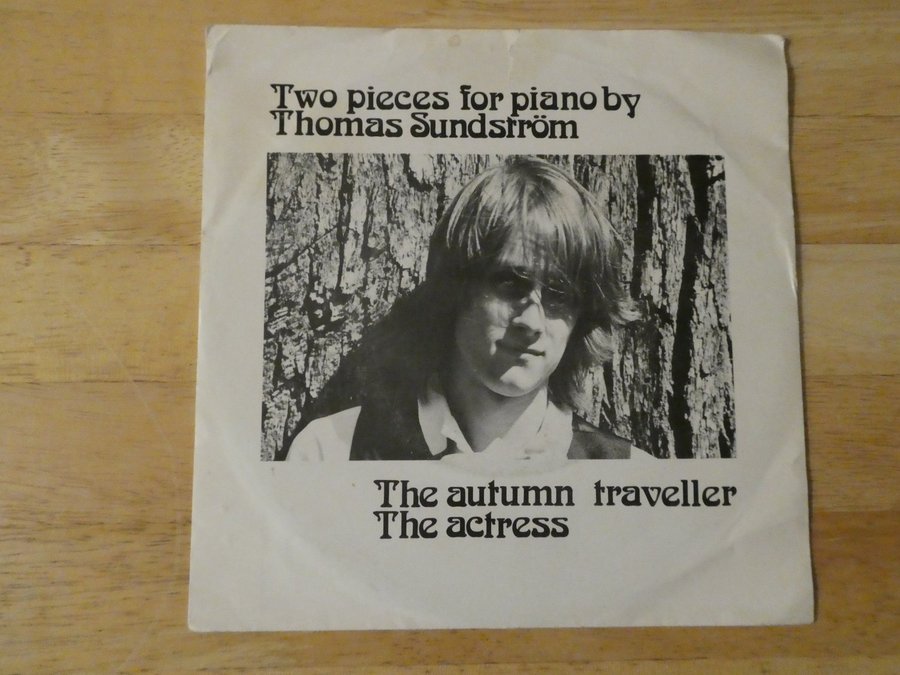 Two pieces for piano by
Thomas Sundström
The autumn traveller
The actress